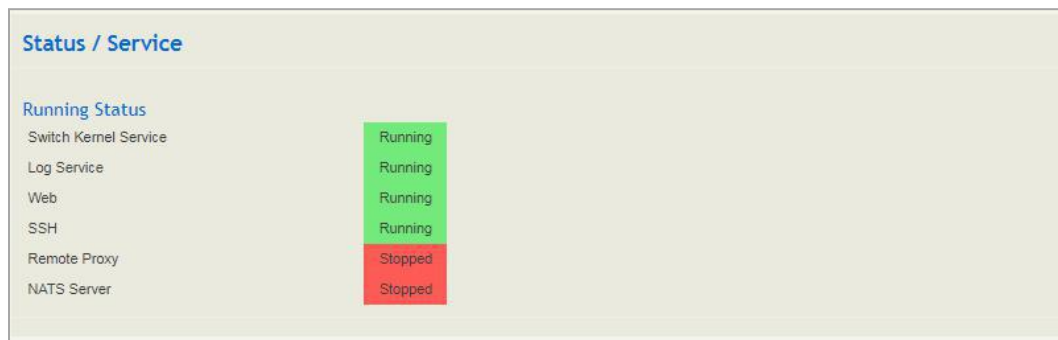 Status / Service
Running Status
Switch Kernel Service Running
Log Service Running
Web Running
SSH Running
Remote Proxy Stopped
NATS Server Stopped